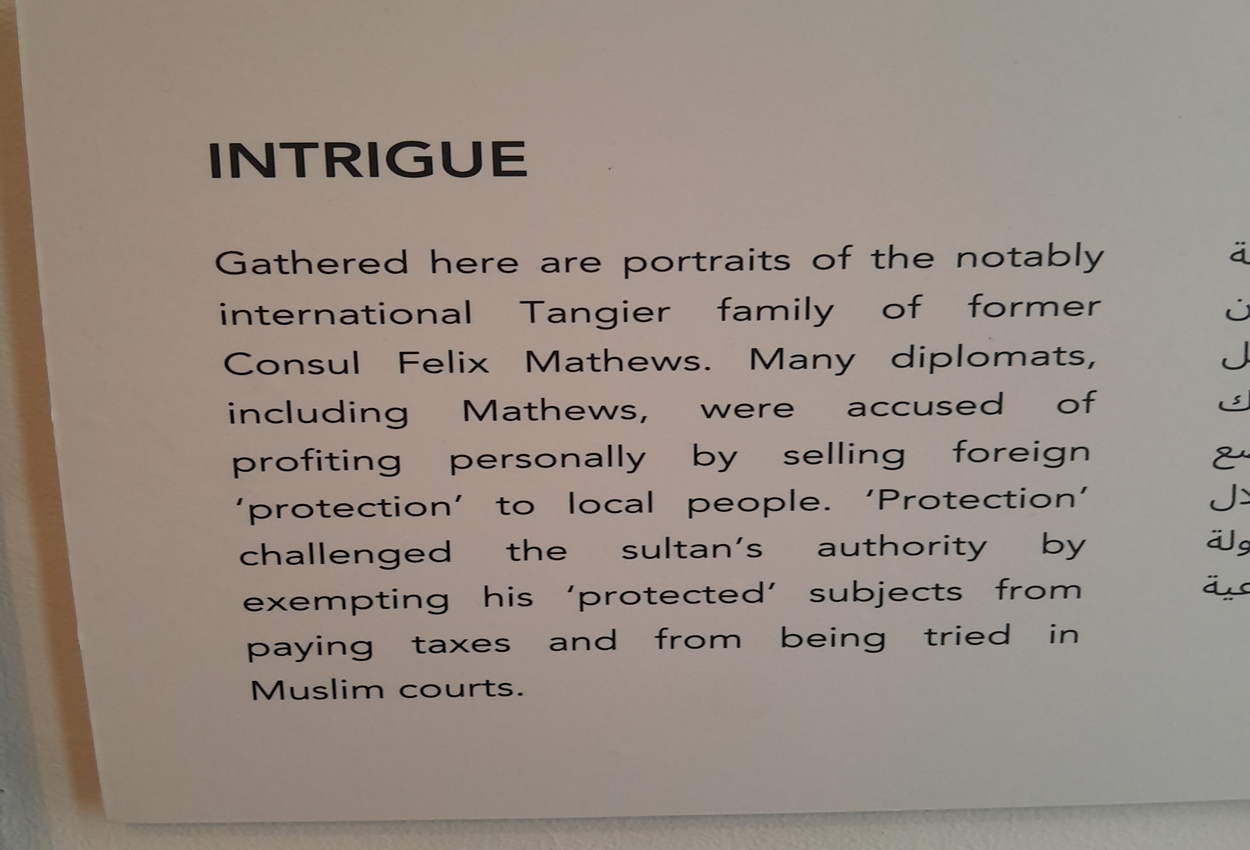 INTRIGUE
Gathered here are portraits of the notably
international Tangier family of former
Consul Felix Mathews. Many diplomats,
including Mathews, were accused of
profiting personally by selling foreign
‘protection’ to local people. ‘Protection’
challenged the sultan’s authority by
exempting his ‘protected’ subjects from
paying taxes and from being tried in
Muslim courts.